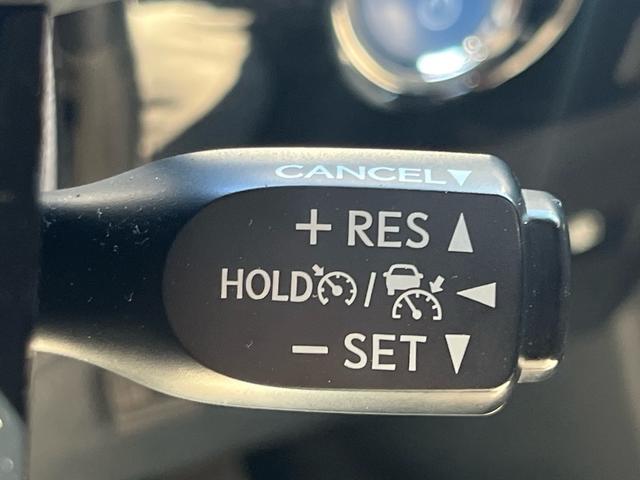 CANCEL▼
+ RES ▲
HOLD / ◀
− SET ▼